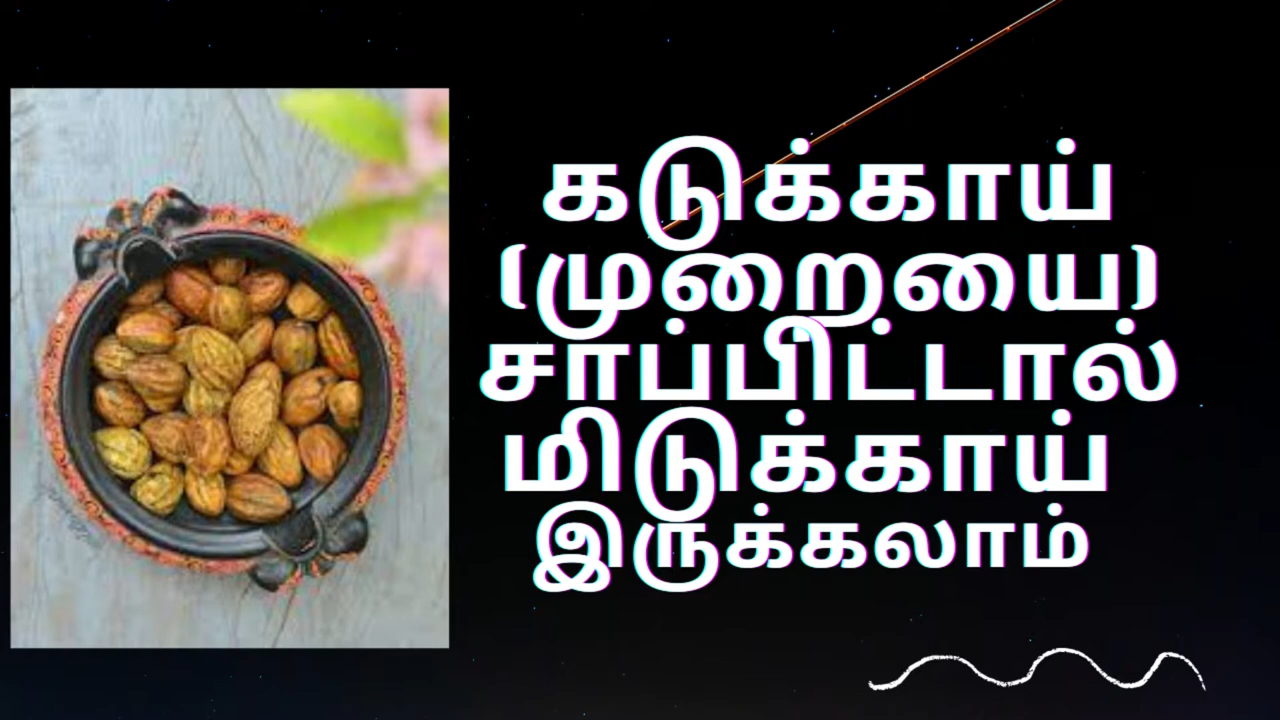 கடுக்காய்
(முறையை)
சாப்பிட்டால்
மிடுக்காய்
இருக்கலாம்